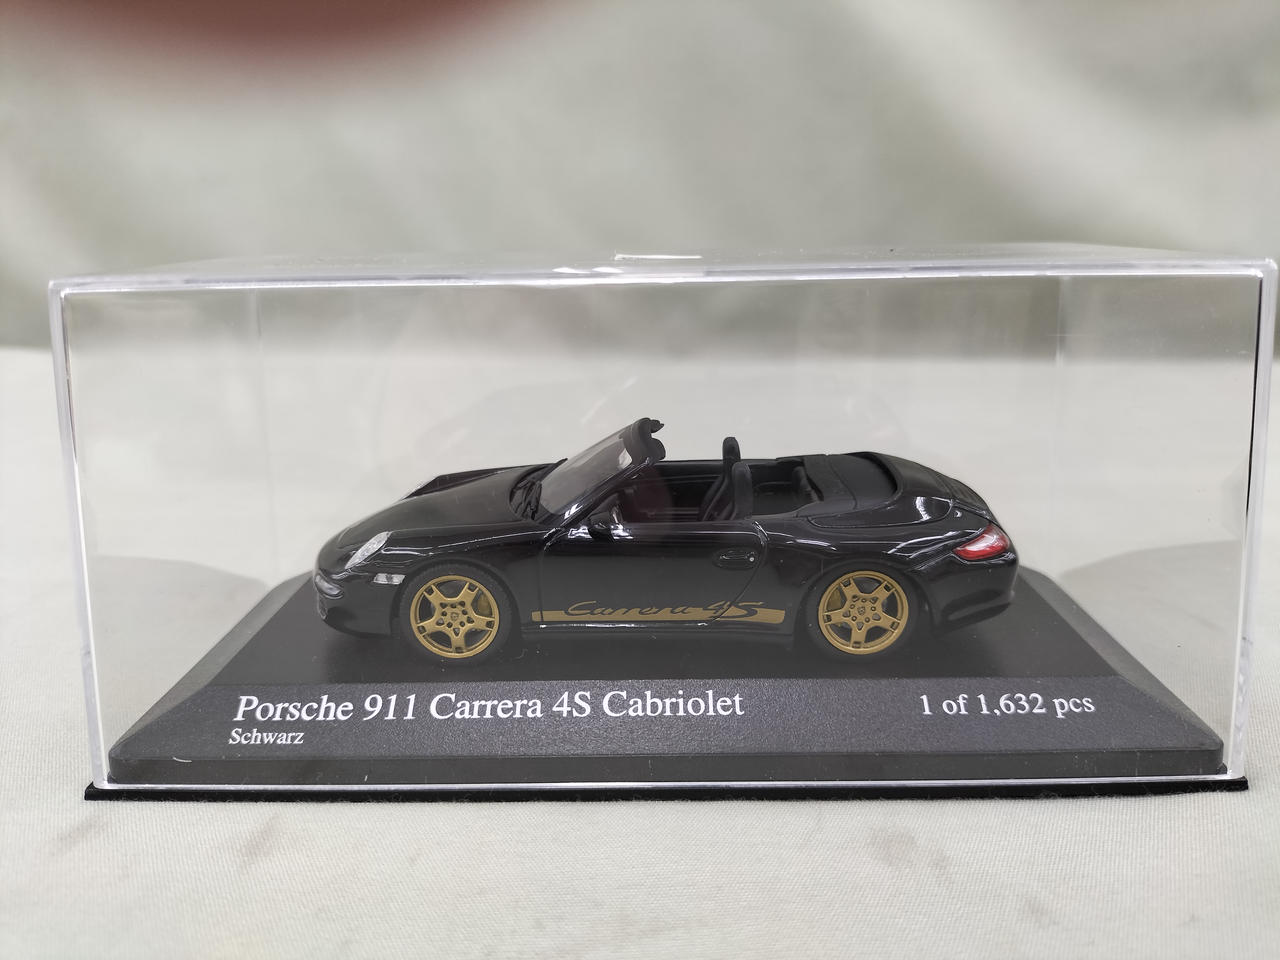 Carrera 4S
Porsche 911 Carrera 4S Cabriolet
1 of 1,632 pcs
Schwarz